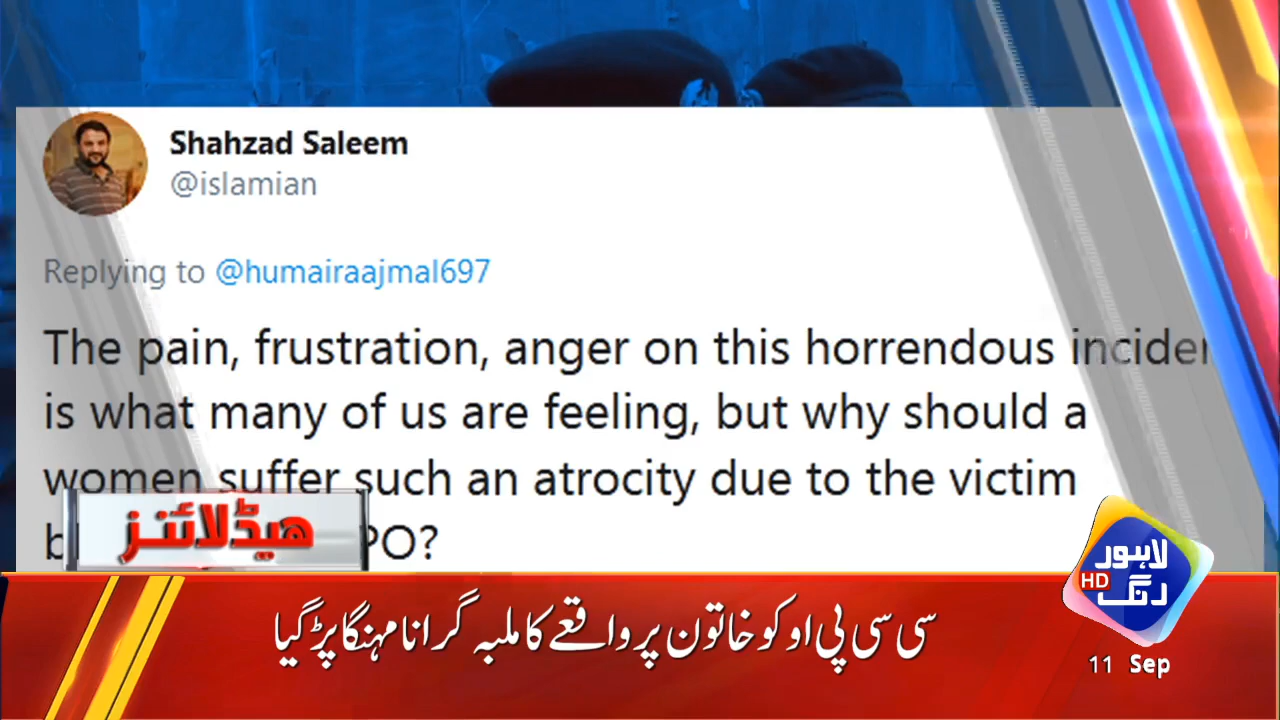 Shahzad Saleem
@islamian
Replying to @humairaajmal697
The pain, frustration, anger on this horrendous
is what many of us are feeling, but why should a
women suffer such an atrocity due to the victim
PO?
ہیڈلائنز
لاہور
HD
رنگ
سی سی پی او کو خاتون پر واقعے کا ملبہ گرانا مہنگا پڑ گیا
11 Sep